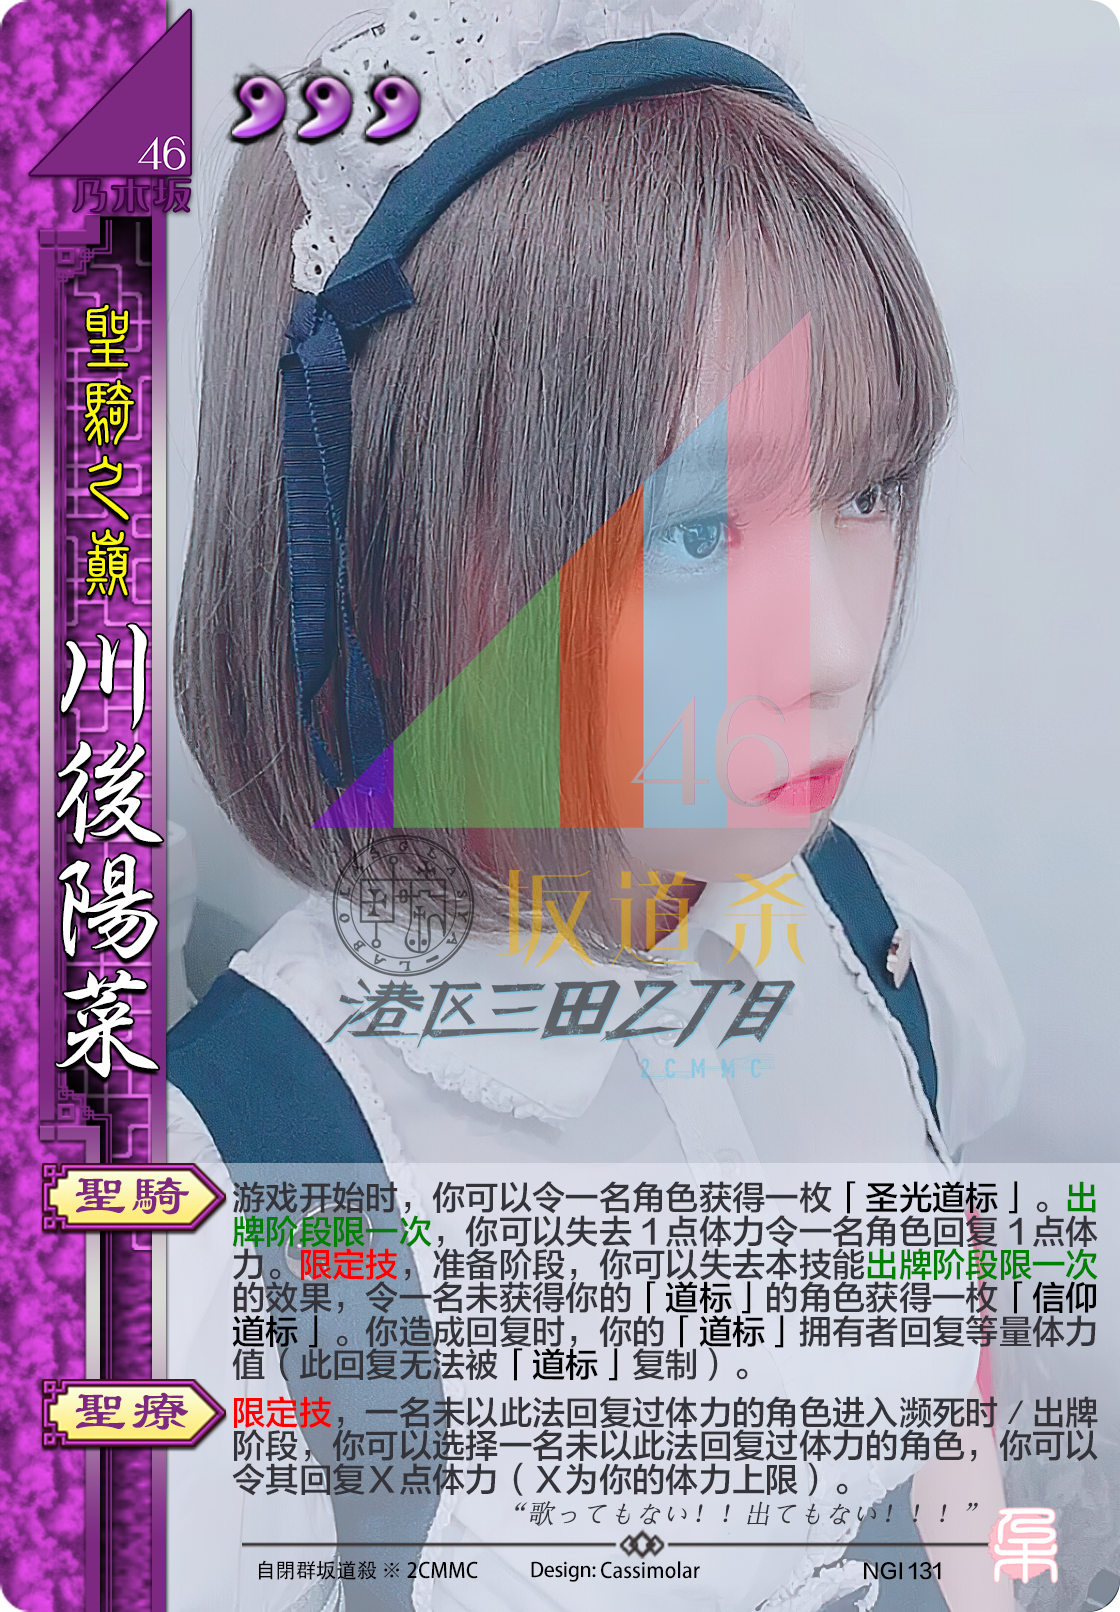 46
乃木坂
聖騎之巔
川後陽菜
46
坂道杀
港区三田乙丁目
2CMMC
聖騎
游戏开始时，你可以令一名角色获得一枚「圣光道标」。出
牌阶段限一次，你可以失去１点体力令一名角色回复１点体
力。限定技，准备阶段，你可以失去本技能出牌阶段限一次
的效果，令一名未获得你的「道标」的角色获得一枚「信仰
道标」。你造成回复时，你的「道标」拥有者回复等量体力
值（此回复无法被「道标」复制）。
聖療
限定技，一名未以此法回复过体力的角色进入濒死时／出牌
阶段，你可以选择一名未以此法回复过体力的角色，你可以
令其回复Ｘ点体力（Ｘ为你的体力上限）。
“歌ってもない！！出てもない！！！”
自閉群坂道殺 ※ 2CMMC Design: Cassimolar NGI 131